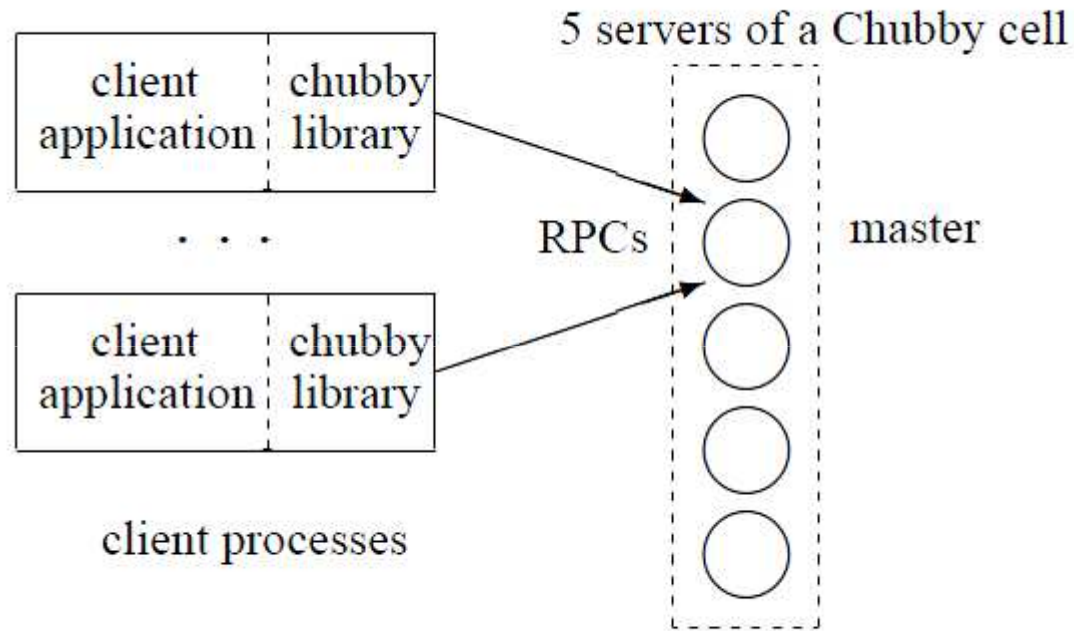 5 servers of a Chubby cell
client
application
chubby
library
. . .
RPCs
master
client
application
chubby
library
client processes